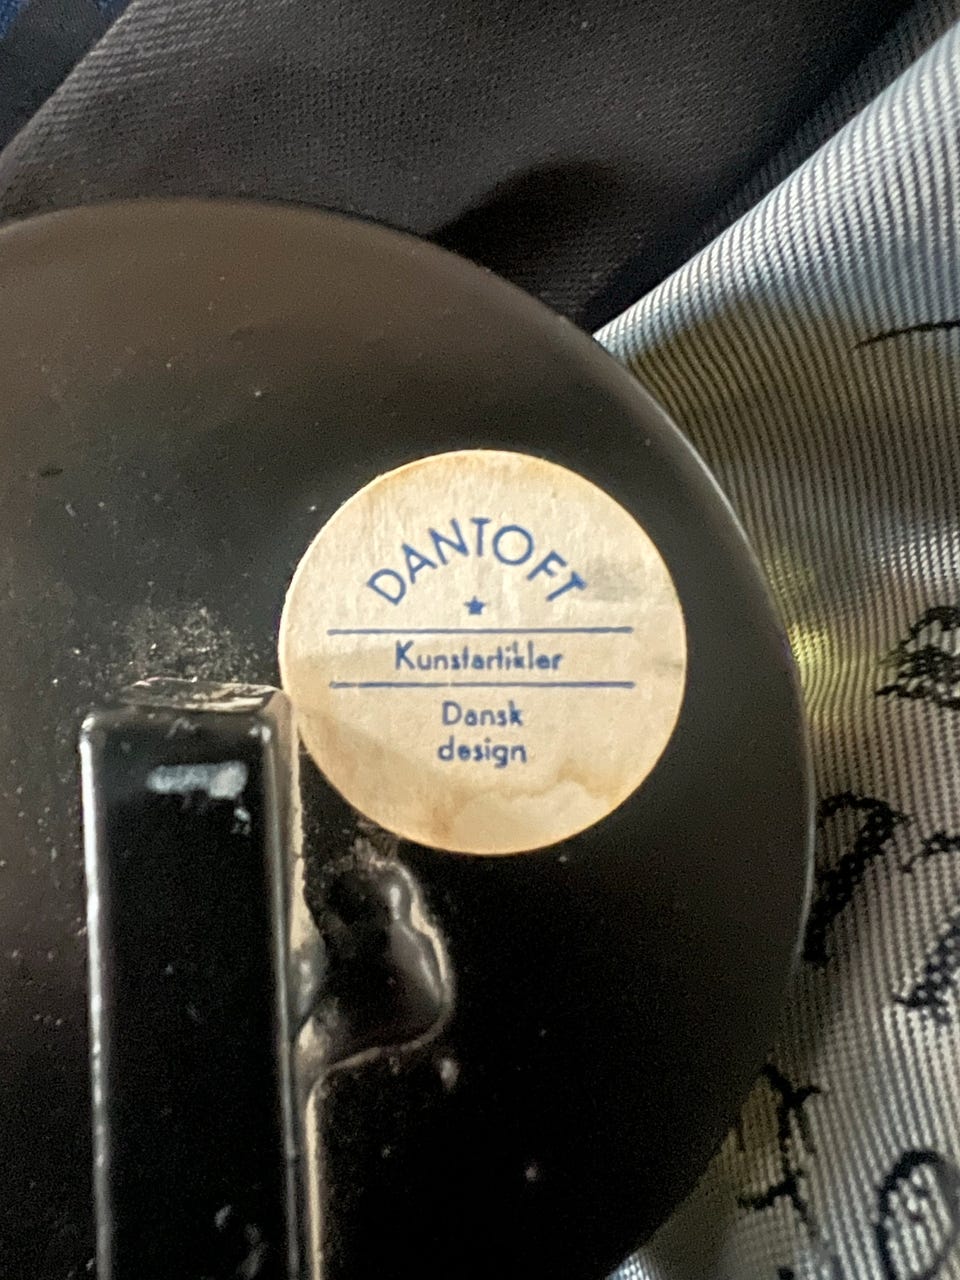 DANTOFT
Kunstartikler
Dansk
design